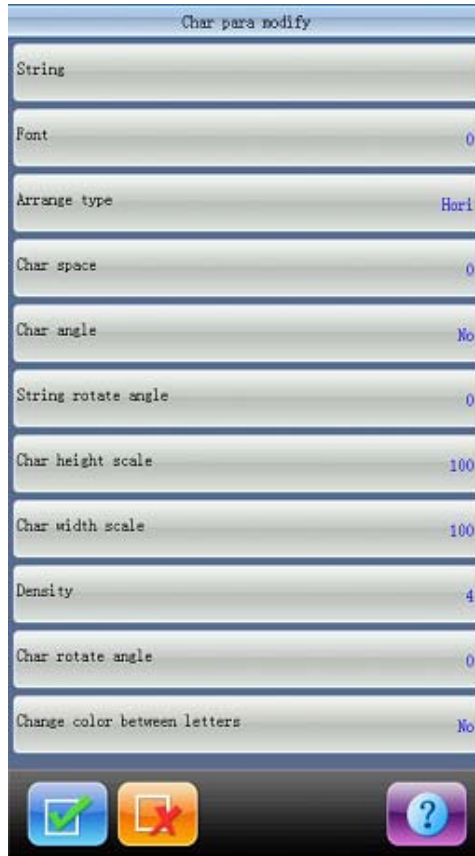 Char para modify
String
Font 0
Arrange type Hori
Char space 0
Char angle No
String rotate angle 0
Char height scale 100
Char width scale 100
Density 4
Char rotate angle 0
Change color between letters No
?